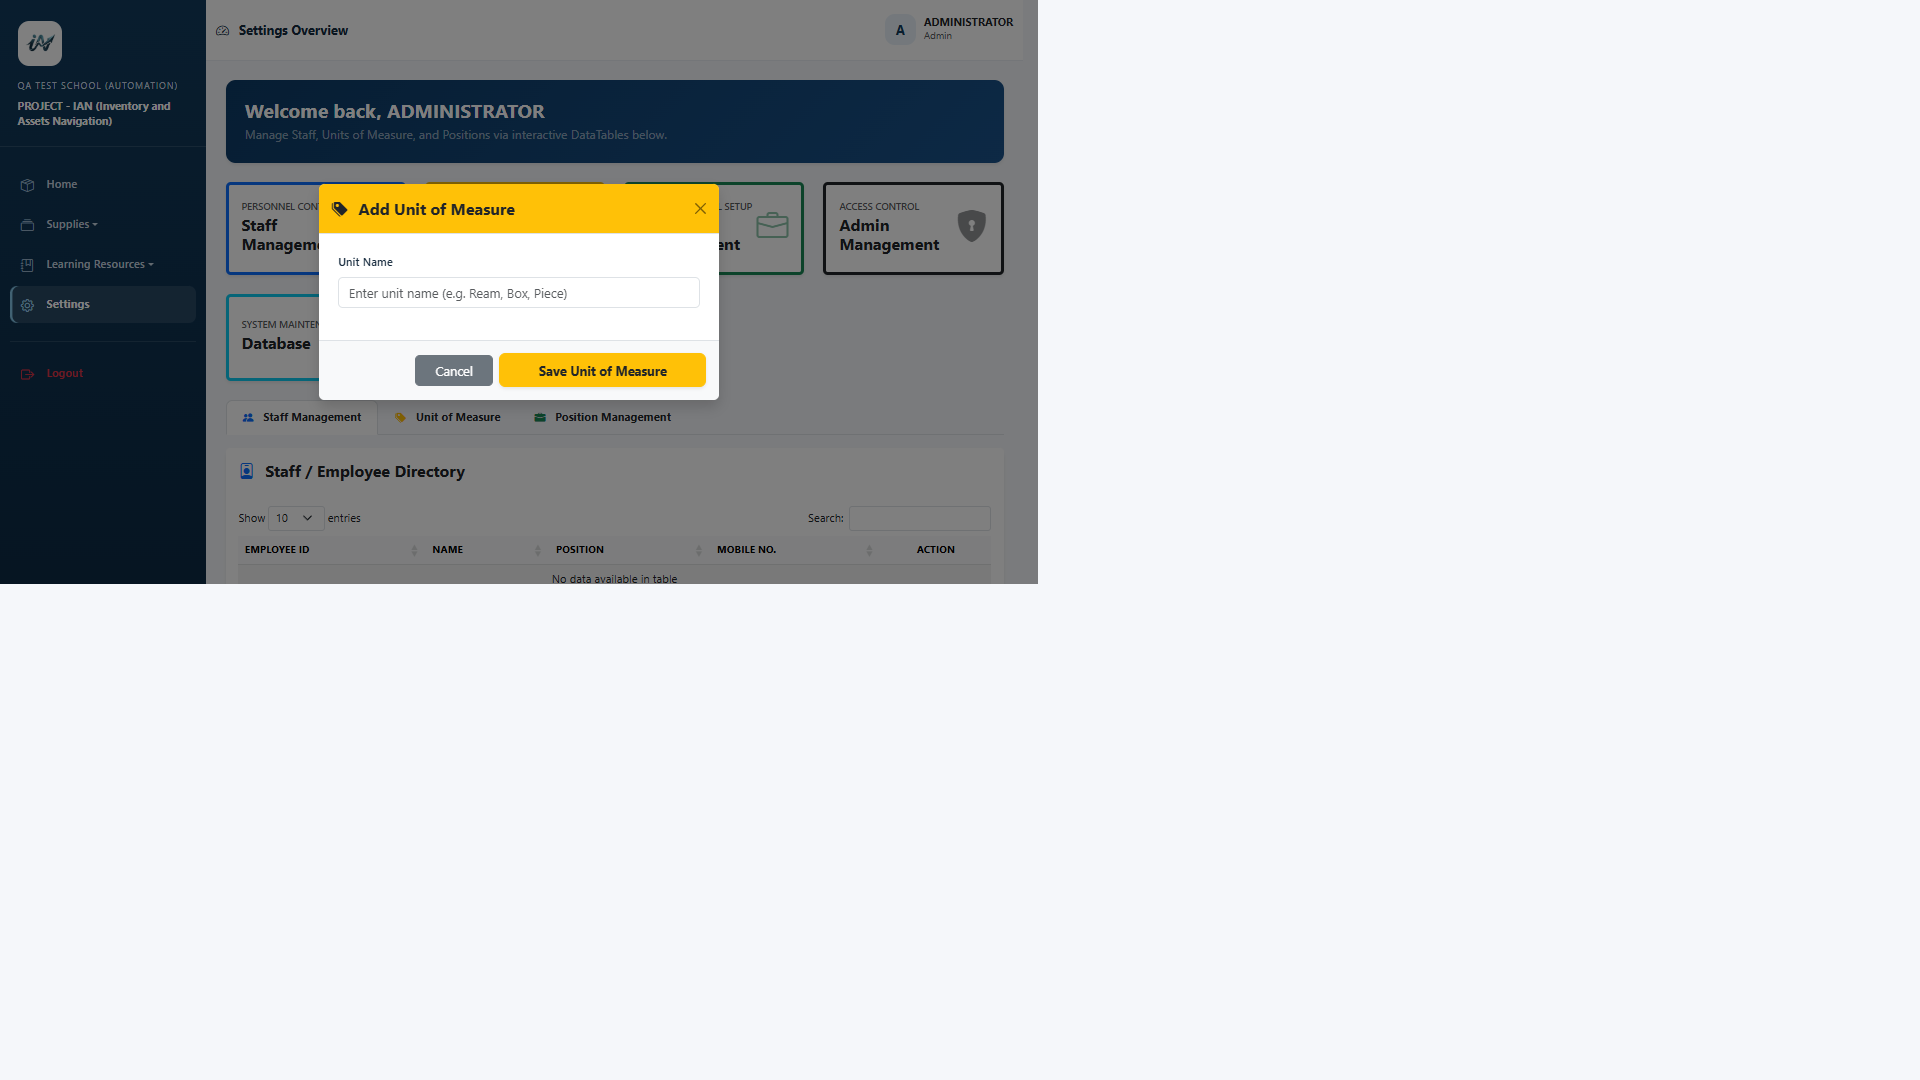 iAN
QA TEST SCHOOL (AUTOMATION)
PROJECT - IAN (Inventory and
Assets Navigation)
Home
Supplies
Learning Resources
Settings
Logout
Settings Overview
A
ADMINISTRATOR
Admin
Welcome back, ADMINISTRATOR
Manage Staff, Units of Measure, and Positions via interactive DataTables below.
PERSONNEL CON
Staff
Manageme
L SETUP
ent
ACCESS CONTROL
Admin
Management
SYSTEM MAINTEN
Database
Add Unit of Measure
Unit Name
Enter unit name (e.g. Ream, Box, Piece)
Cancel
Save Unit of Measure
Staff Management
Unit of Measure
Position Management
Staff / Employee Directory
Show 10 entries
Search:
EMPLOYEE ID NAME POSITION MOBILE NO. ACTION
No data available in table